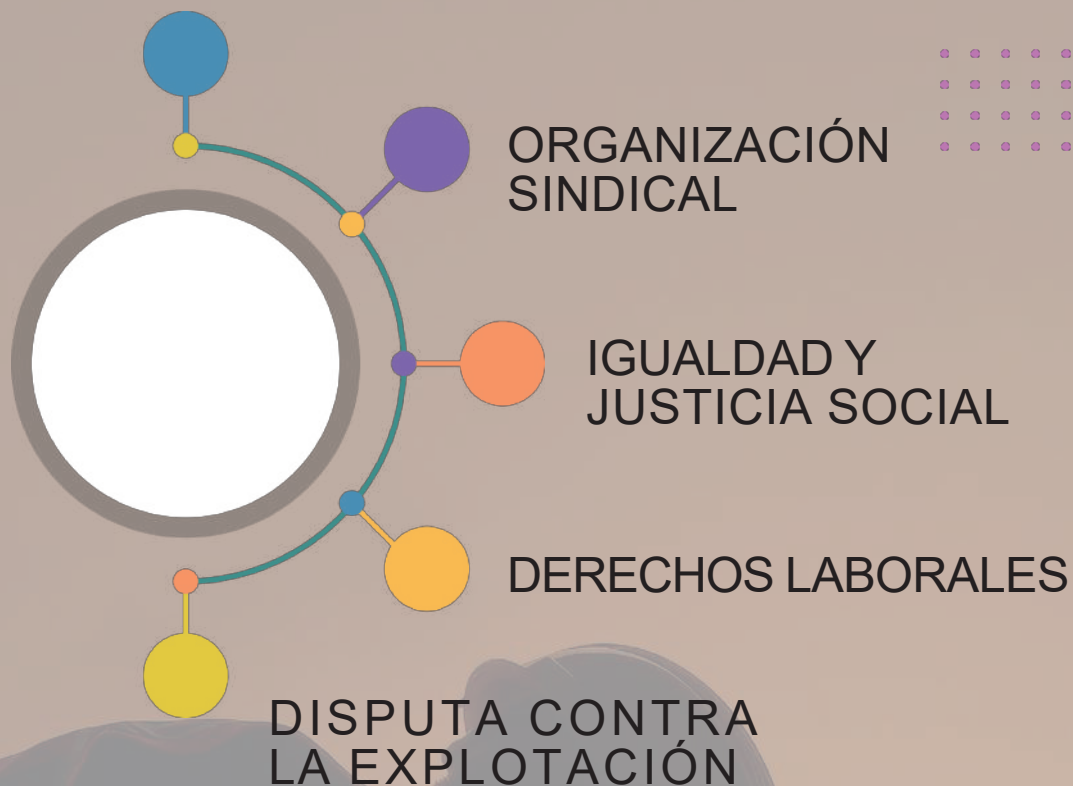 ORGANIZACIÓN
SINDICAL
IGUALDAD Y
JUSTICIA SOCIAL
DERECHOS LABORALES
DISPUTA CONTRA
LA EXPLOTACIÓN